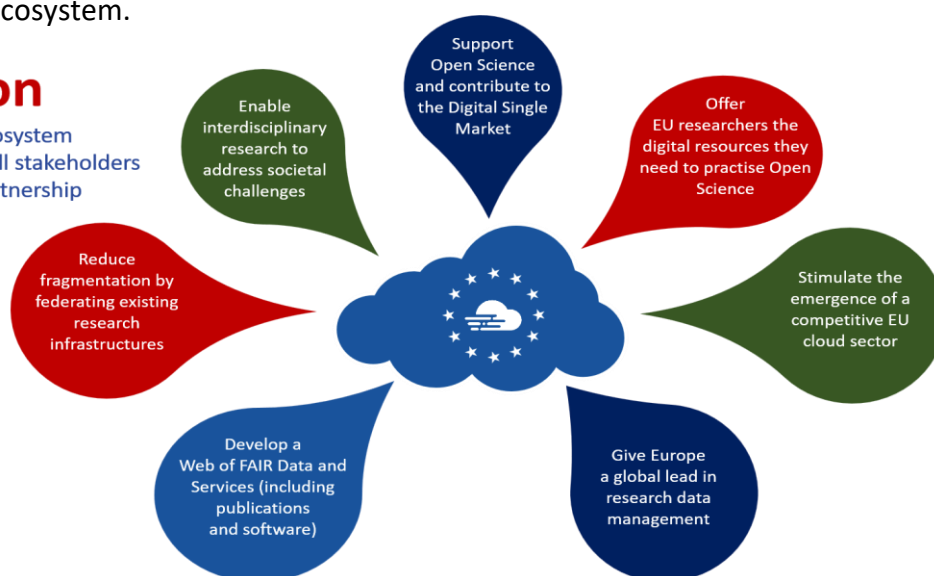 cosystem.
on
osystem
ll stakeholders
tnership
Support
Open Science
and contribute to
the Digital Single
Market
Enable
interdisciplinary
research to
address societal
challenges
Offer
EU researchers the
digital resources they
need to practise Open
Science
Reduce
fragmentation by
federating existing
research
infrastructures
Stimulate the
emergence of a
competitive EU
cloud sector
Develop a
Web of FAIR Data and
Services (including
publications
and software)
Give Europe
a global lead in
research data
management